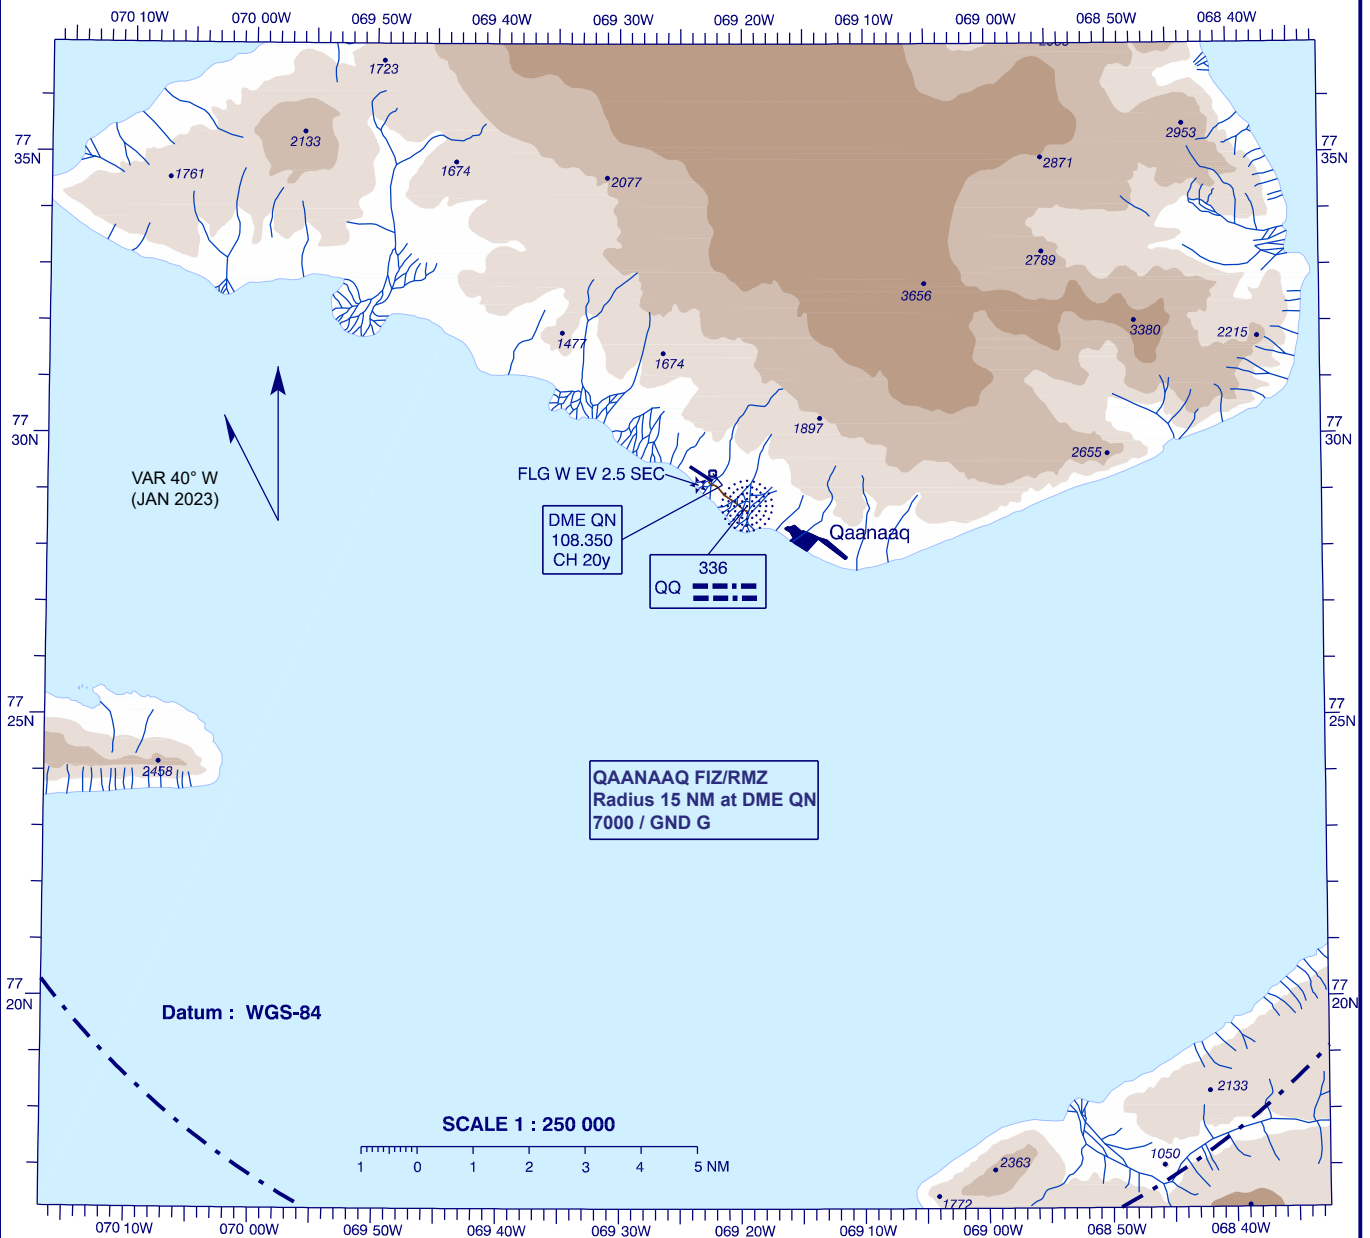 070 10W 070 00W 069 50W 069 40W 069 30W 069 20W 069 10W 069 00W 068 50W 068 40W
1723
2953
77
35N
2133
77
35N
1761
1674
2077
2871
2789
3656
3380
2215
1477
1674
77
30N
1897
77
30N
2655
FLG W EV 2.5 SEC
VAR 40° W
(JAN 2023)
DME QN
108.350
CH 20y
Qaanaaq
336
QQ
77
25N
77
25N
2458
QAANAAQ FIZ/RMZ
Radius 15 NM at DME QN
7000 / GND G
77
20N
77
20N
Datum : WGS-84
2133
SCALE 1 : 250 000
1 0 1 2 3 4 5 NM
1050
2363
1772
070 10W 070 00W 069 50W 069 40W 069 30W 069 20W 069 10W 069 00W 068 50W 068 40W